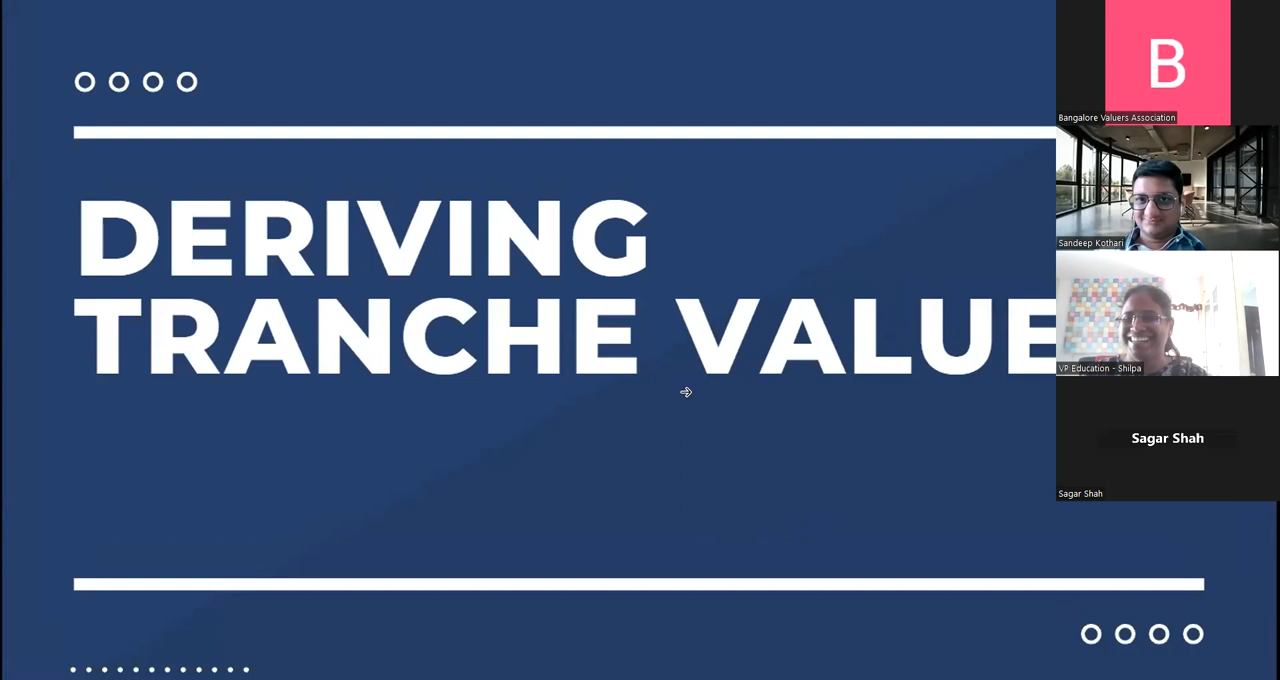 DERIVING
TRANCHE VALUE
B
Bangalore Valuers Association
Sandeep Kothari
VP Education - Shilpa
Sagar Shah
Sagar Shah